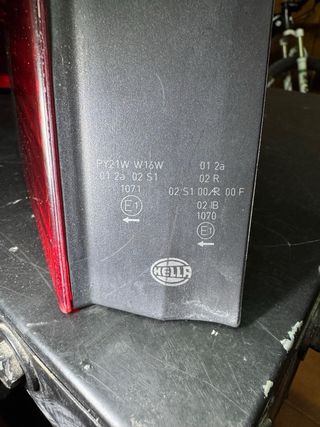 PY21W W16W
01 2a 02 S1
1071
E1
←
01 2a
02 R
02 S1 00/R 00 F
02 IB
1070
E1
←
HELLA